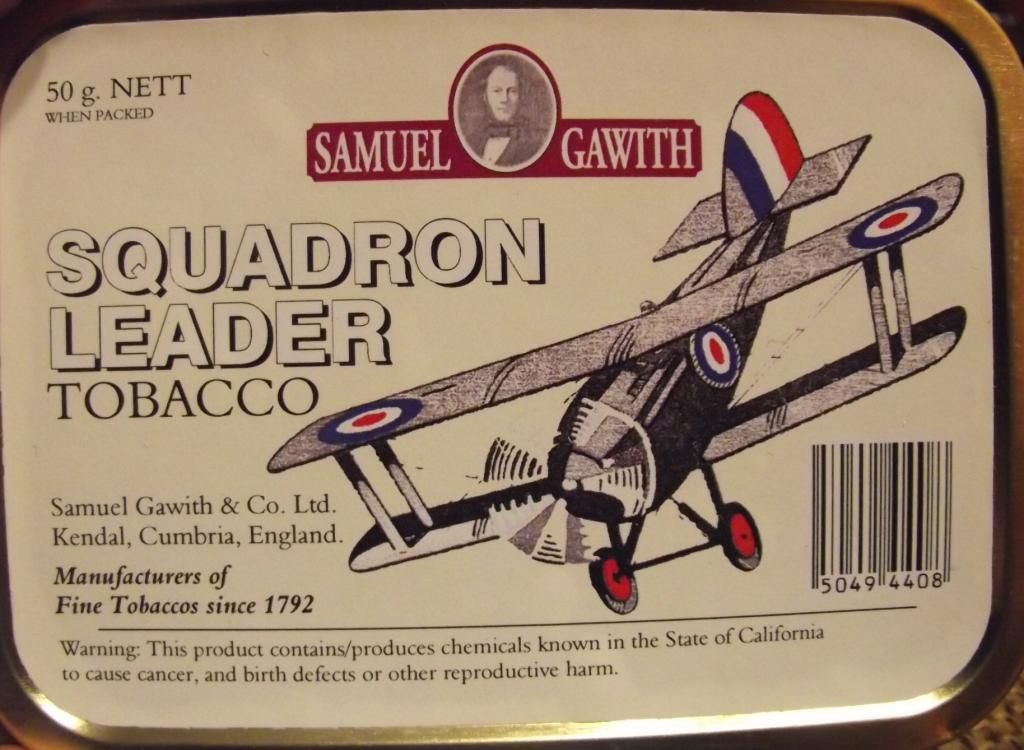 50 g. NETT
WHEN PACKED
SAMUEL GAWITH
SQUADRON
LEADER
TOBACCO
Samuel Gawith & Co. Ltd.
Kendal, Cumbria, England.
Manufacturers of
Fine Tobaccos since 1792
5049 4408
Warning: This product contains/produces chemicals known in the State of California
to cause cancer, and birth defects or other reproductive harm.